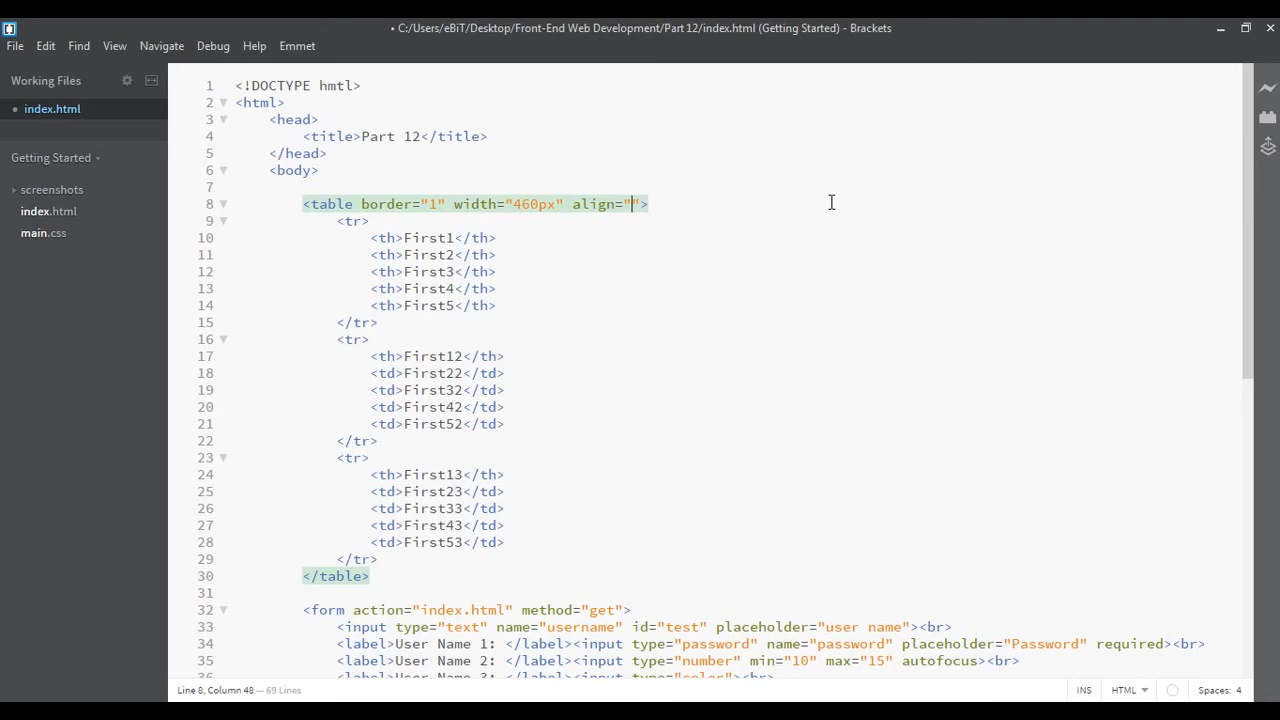 • C:/Users/eBiT/Desktop/Front-End Web Development/Part 12/index.html (Getting Started) - Brackets
File Edit Find View Navigate Debug Help Emmet
Working Files
index.html
Getting Started
screenshots
index.html
main.css
1 <!DOCTYPE hmtl>
2 <html>
3 <head>
4 <title>Part 12</title>
5 </head>
6 <body>
7
8 <table border="1" width="460px" align="">
9 <tr>
10 <th>First1</th>
11 <th>First2</th>
12 <th>First3</th>
13 <th>First4</th>
14 <th>First5</th>
15 </tr>
16 <tr>
17 <th>First12</th>
18 <td>First22</td>
19 <td>First32</td>
20 <td>First42</td>
21 <td>First52</td>
22 </tr>
23 <tr>
24 <th>First13</th>
25 <td>First23</td>
26 <td>First33</td>
27 <td>First43</td>
28 <td>First53</td>
29 </tr>
30 </table>
31
32 <form action="index.html" method="get">
33 <input type="text" name="username" id="test" placeholder="user name"><br>
34 <label>User Name 1: </label><input type="password" name="password" placeholder="Password" required><br>
35 <label>User Name 2: </label><input type="number" min="10" max="15" autofocus><br>
36 <label>User Name 3: </label><input type="color"><br>
Line 8, Column 48 — 69 Lines
INS HTML Spaces: 4